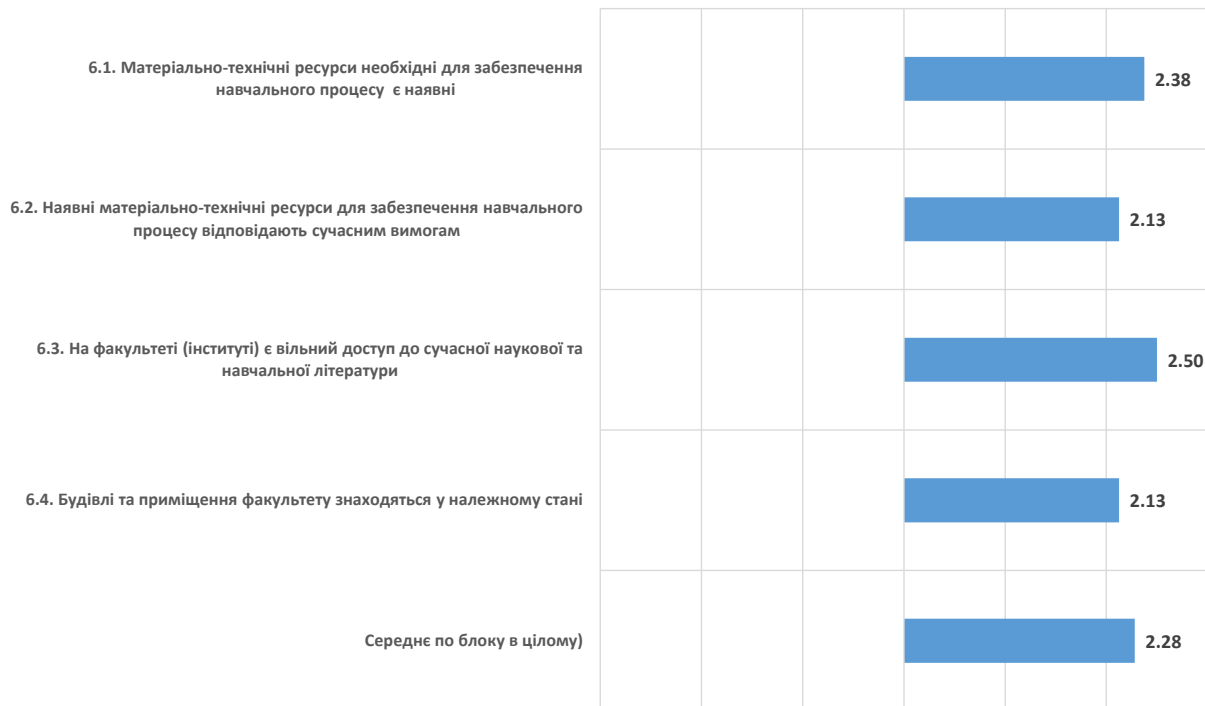 6.1. Матеріально-технічні ресурси необхідні для забезпечення
навчального процесу  є наявні
2.38
6.2. Наявні матеріально-технічні ресурси для забезпечення навчального
процесу відповідають сучасним вимогам
2.13
6.3. На факультеті (інституті) є вільний доступ до сучасної наукової та
навчальної літератури
2.50
6.4. Будівлі та приміщення факультету знаходяться у належному стані
2.13
Середнє по блоку в цілому)
2.28